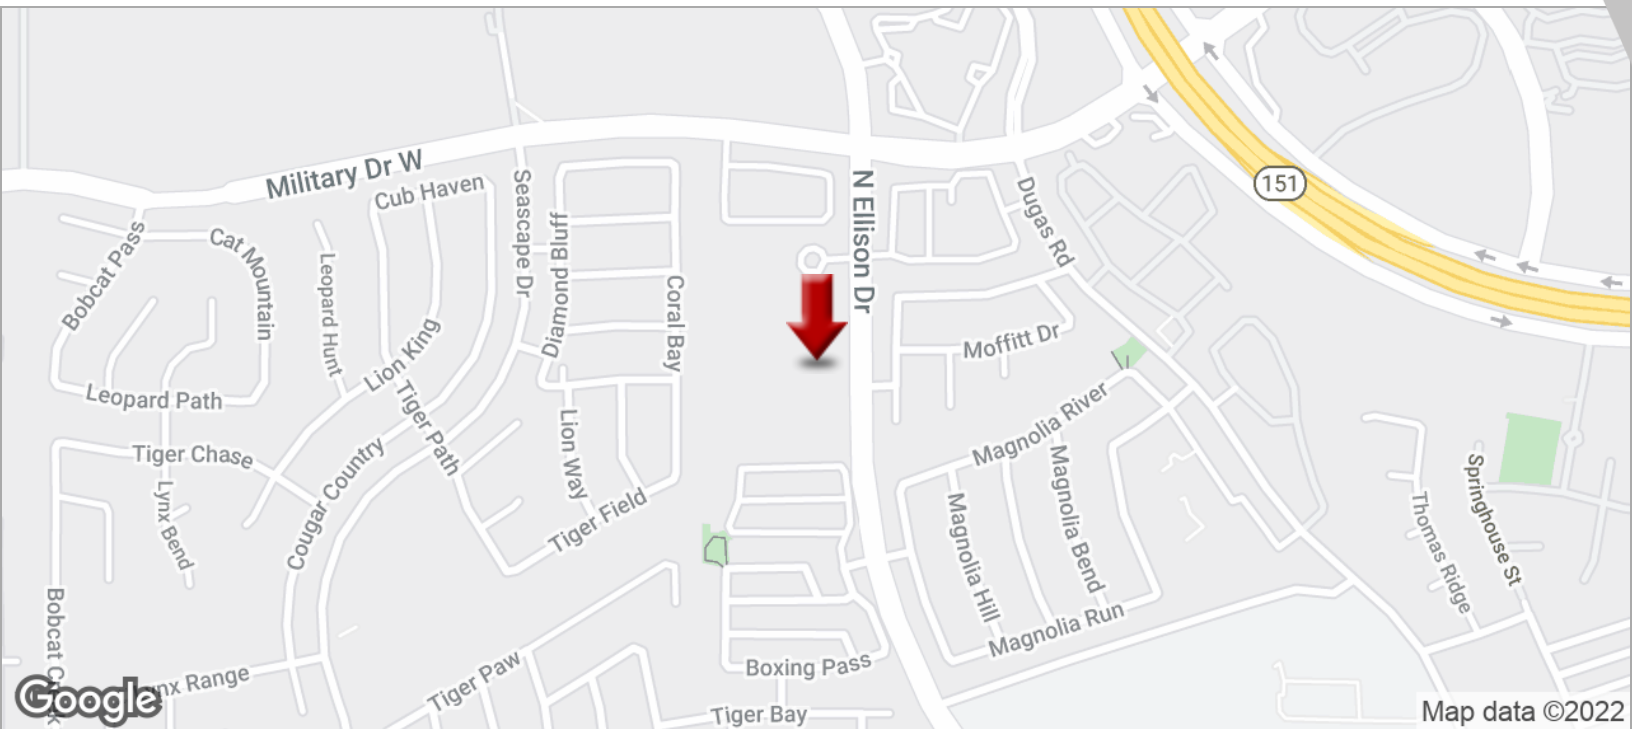 151
Military Dr W
Cub Haven
Seascape Dr
Diamond Bluff
N Ellison Dr
Dugas Rd
Bobcat Pass
Cat Mountain
Leopard Hunt
Coral Bay
Lion King
Moffitt Dr
Leopard Path
Tiger Path
Magnolia River
Lion Way
Tiger Chase
Cougar Country
Magnolia Bend
Lynx Bend
Tiger Field
Magnolia Hill
Springhouse St
Thomas Ridge
Bobcat
Magnolia Run
Boxing Pass
Tiger Paw
Range
Google
Tiger Bay
Map data ©2022